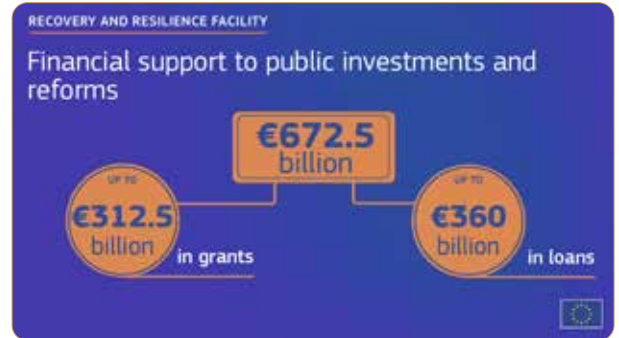 RECOVERY AND RESILIENCE FACILITY
Financial support to public investments and
reforms
€672.5
billion
UP TO
€312.5
billion
in grants
UP TO
€360
billion
in loans